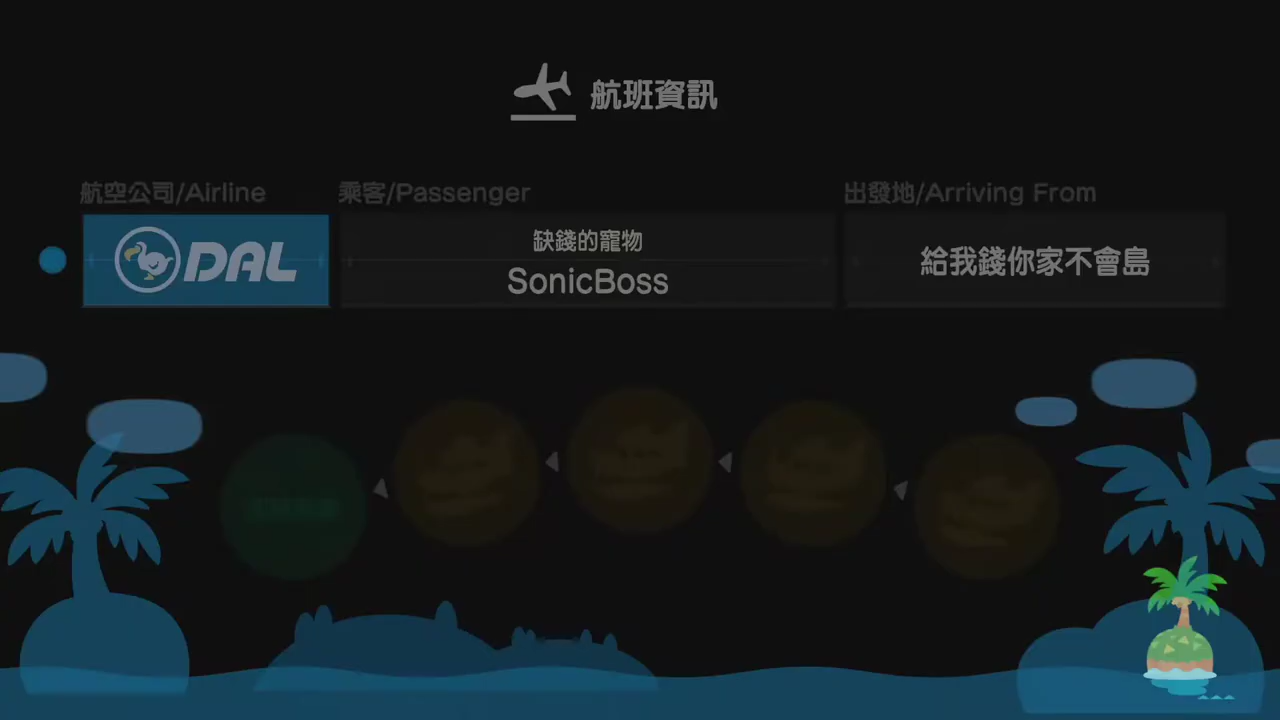 航班資訊
航空公司/Airline
乘客/Passenger
出發地/Arriving From
DAL
缺錢的寵物
SonicBoss
給我錢你家不會島